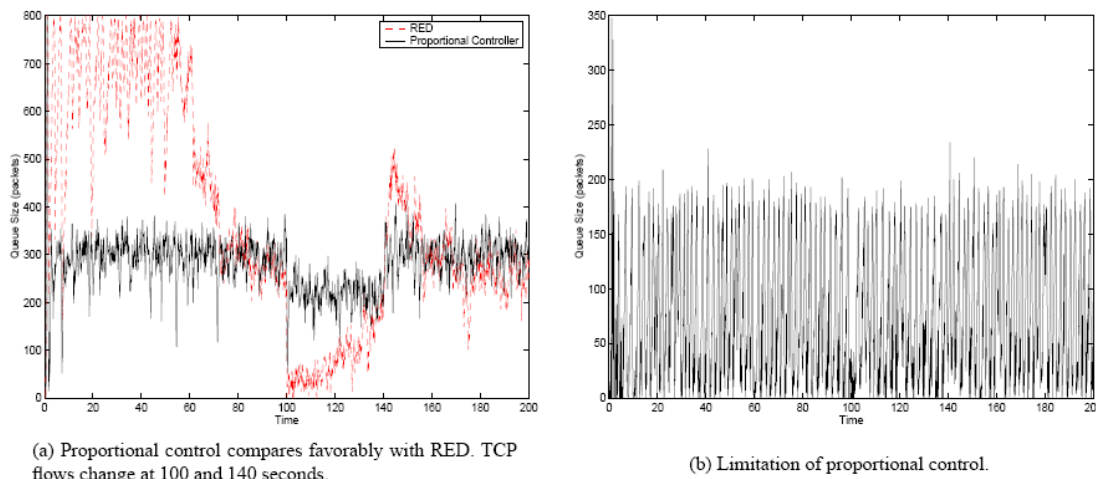 800
700
600
500
400
300
200
100
0
Queue Size (packets)
RED
Proportional Controller
0 20 40 60 80 100 120 140 160 180 200
Time
(a) Proportional control compares favorably with RED. TCP
flows change at 100 and 140 seconds.
350
300
250
200
150
100
50
0
Queue Size (packets)
0 20 40 60 80 100 120 140 160 180 200
Time
(b) Limitation of proportional control.